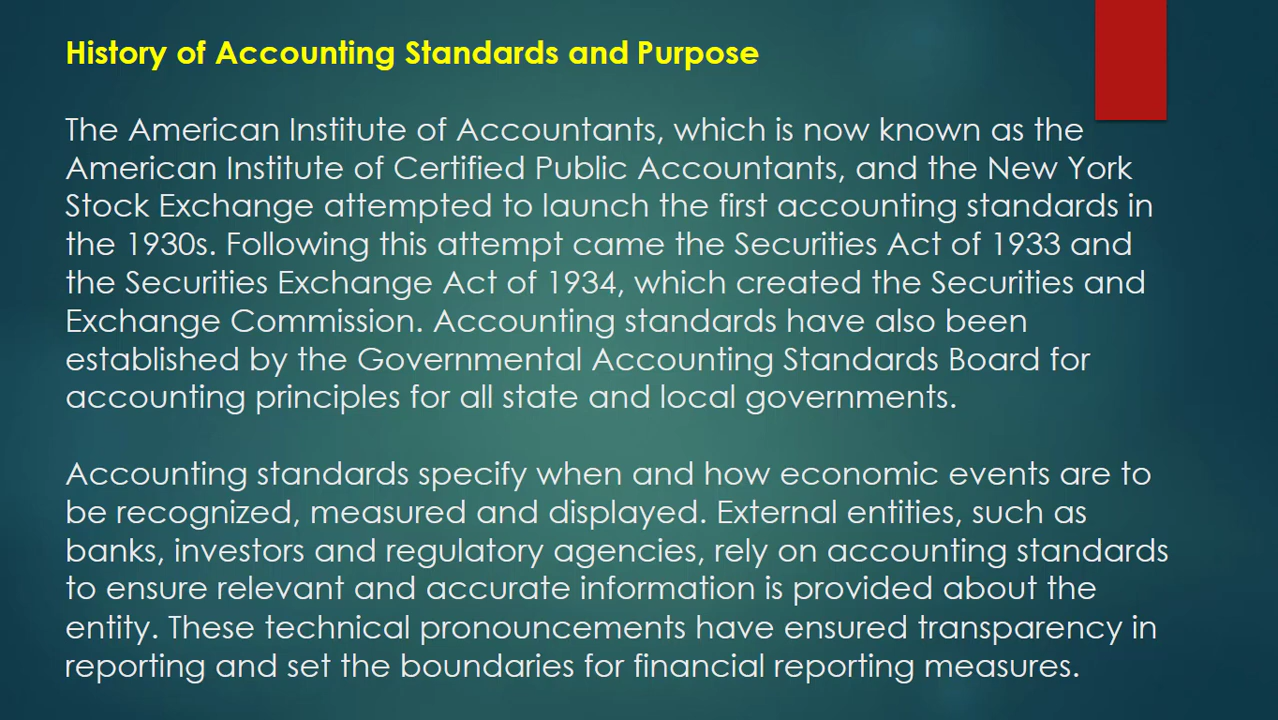 History of Accounting Standards and Purpose
The American Institute of Accountants, which is now known as the
American Institute of Certified Public Accountants, and the New York
Stock Exchange attempted to launch the first accounting standards in
the 1930s. Following this attempt came the Securities Act of 1933 and
the Securities Exchange Act of 1934, which created the Securities and
Exchange Commission. Accounting standards have also been
established by the Governmental Accounting Standards Board for
accounting principles for all state and local governments.
Accounting standards specify when and how economic events are to
be recognized, measured and displayed. External entities, such as
banks, investors and regulatory agencies, rely on accounting standards
to ensure relevant and accurate information is provided about the
entity. These technical pronouncements have ensured transparency in
reporting and set the boundaries for financial reporting measures.